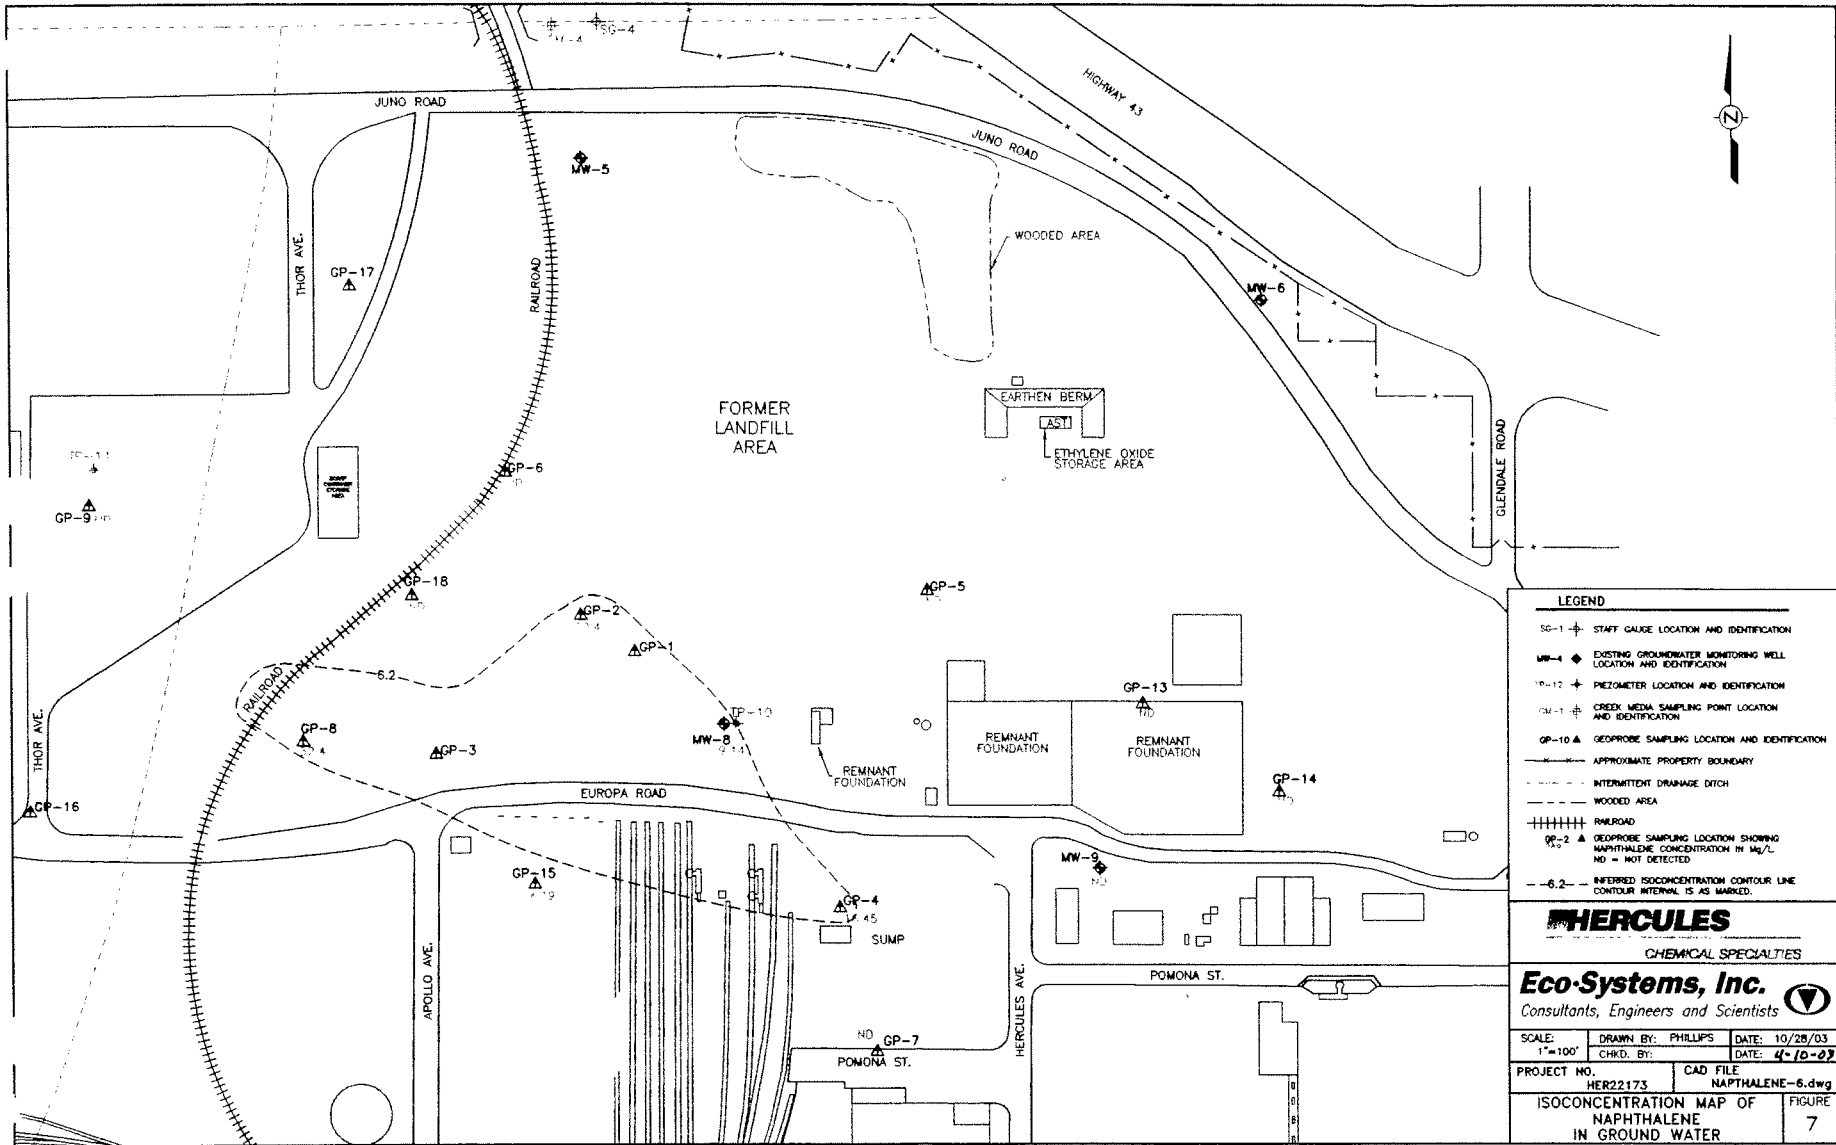 SG-4
HIGHWAY 43
JUNO ROAD
JUNO ROAD
MW-5
WOODED AREA
THOR AVE.
GP-17
RAILROAD
MW-6
EARTHEN BERM
AST
ETHYLENE OXIDE
STORAGE AREA
FORMER
LANDFILL
AREA
GLENDALE ROAD
GP-6
GP-9
GP-18
GP-5
GP-2
GP-1
6.2
RAILROAD
GP-13
ND
TP-10
MW-8
GP-8
GP-3
REMNANT
FOUNDATION
REMNANT
FOUNDATION
REMNANT
FOUNDATION
THOR AVE.
GP-14
GP-16
EUROPA ROAD
MW-9
ND
GP-15
GP-4
SUMP
POMONA ST.
APOLLO AVE.
HERCULES AVE.
ND
GP-7
POMONA ST.
N
LEGEND
SG-1 STAFF GAUGE LOCATION AND IDENTIFICATION
MW-4 EXISTING GROUNDWATER MONITORING WELL
LOCATION AND IDENTIFICATION
PIEZOMETER LOCATION AND IDENTIFICATION
CREEK MEDIA SAMPLING POINT LOCATION
AND IDENTIFICATION
GP-10 GEOPROBE SAMPLING LOCATION AND IDENTIFICATION
APPROXIMATE PROPERTY BOUNDARY
INTERMITTENT DRAINAGE DITCH
WOODED AREA
RAILROAD
GP-2 GEOPROBE SAMPLING LOCATION SHOWING
NAPHTHALENE CONCENTRATION IN Mg/L
ND = NOT DETECTED
6.2 INFERRED ISOCONCENTRATION CONTOUR LINE
CONTOUR INTERVAL IS AS MARKED.
HERCULES
CHEMICAL SPECIALTIES
Eco-Systems, Inc.
Consultants, Engineers and Scientists
SCALE: 1"=100'
DRAWN BY: PHILLIPS
DATE: 10/28/03
CHKD. BY:
DATE: 4-10-03
PROJECT NO.
HER22173
CAD FILE
NAPTHALENE-6.dwg
ISOCONCENTRATION MAP OF
NAPHTHALENE
IN GROUND WATER
FIGURE
7